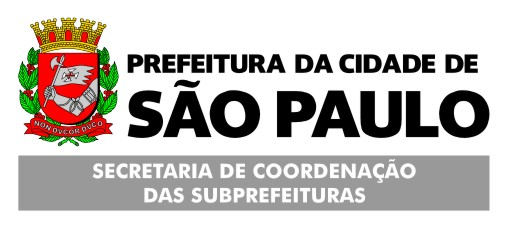 PREFEITURA DA CIDADE DE
SÃO PAULO
NON DVCOR DVCO
SECRETARIA DE COORDENAÇÃO
DAS SUBPREFEITURAS